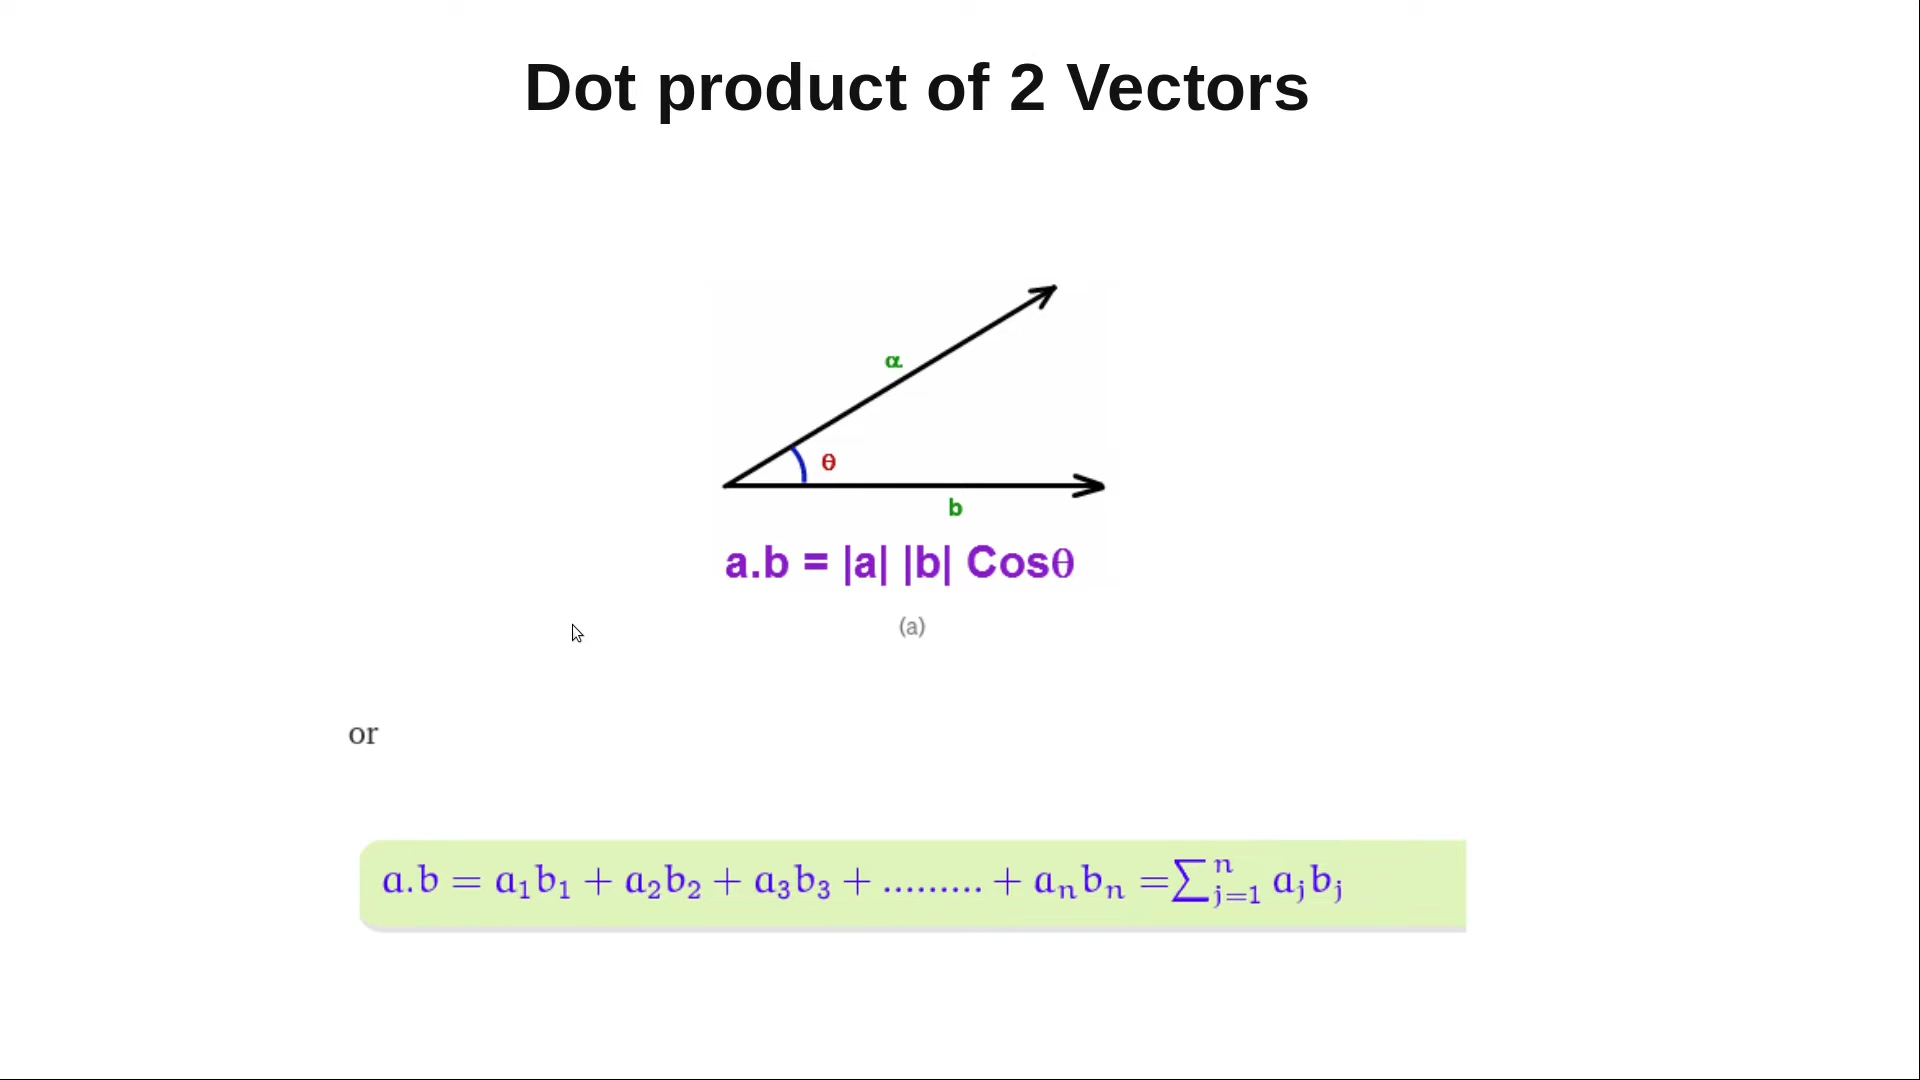 Dot product of 2 Vectors
α
θ
b
a.b = |a| |b| Cosθ
(a)
or
a.b = a₁b₁ + a₂b₂ + a₃b₃ + ......... + aₙbₙ =∑ⁿⱼ₌₁ aⱼbⱼ